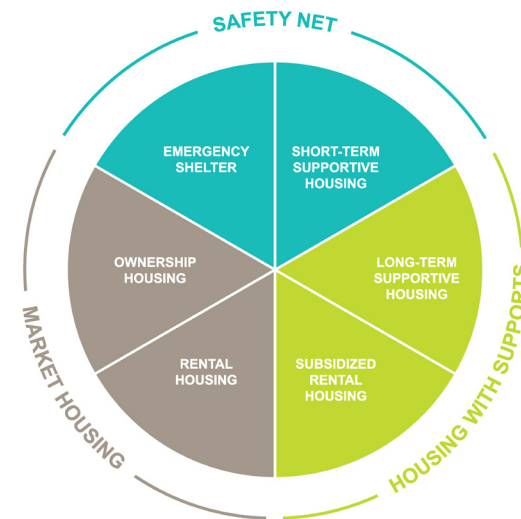 SAFETY NET
EMERGENCY
SHELTER
SHORT-TERM
SUPPORTIVE
HOUSING
OWNERSHIP
HOUSING
LONG-TERM
SUPPORTIVE
HOUSING
RENTAL
HOUSING
SUBSIDIZED
RENTAL
HOUSING
MARKET HOUSING
HOUSING WITH SUPPORTS